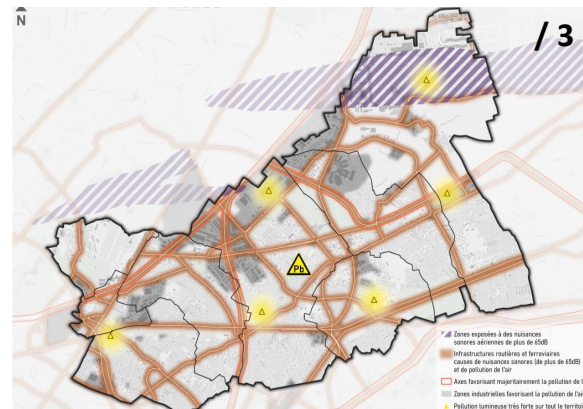 N
/ 3
Pb
Zones exposées à des nuisances
sonores aériennes de plus de 65dB
Infrastructures routières et ferroviaires
causes de nuisances sonores (de plus de 65dB)
et de pollution de l'air
Axes favorisant majoritairement la pollution de l
Zones industrielles favorisant la pollution de l'ai
Pollution lumineuse très forte sur tout le territoi